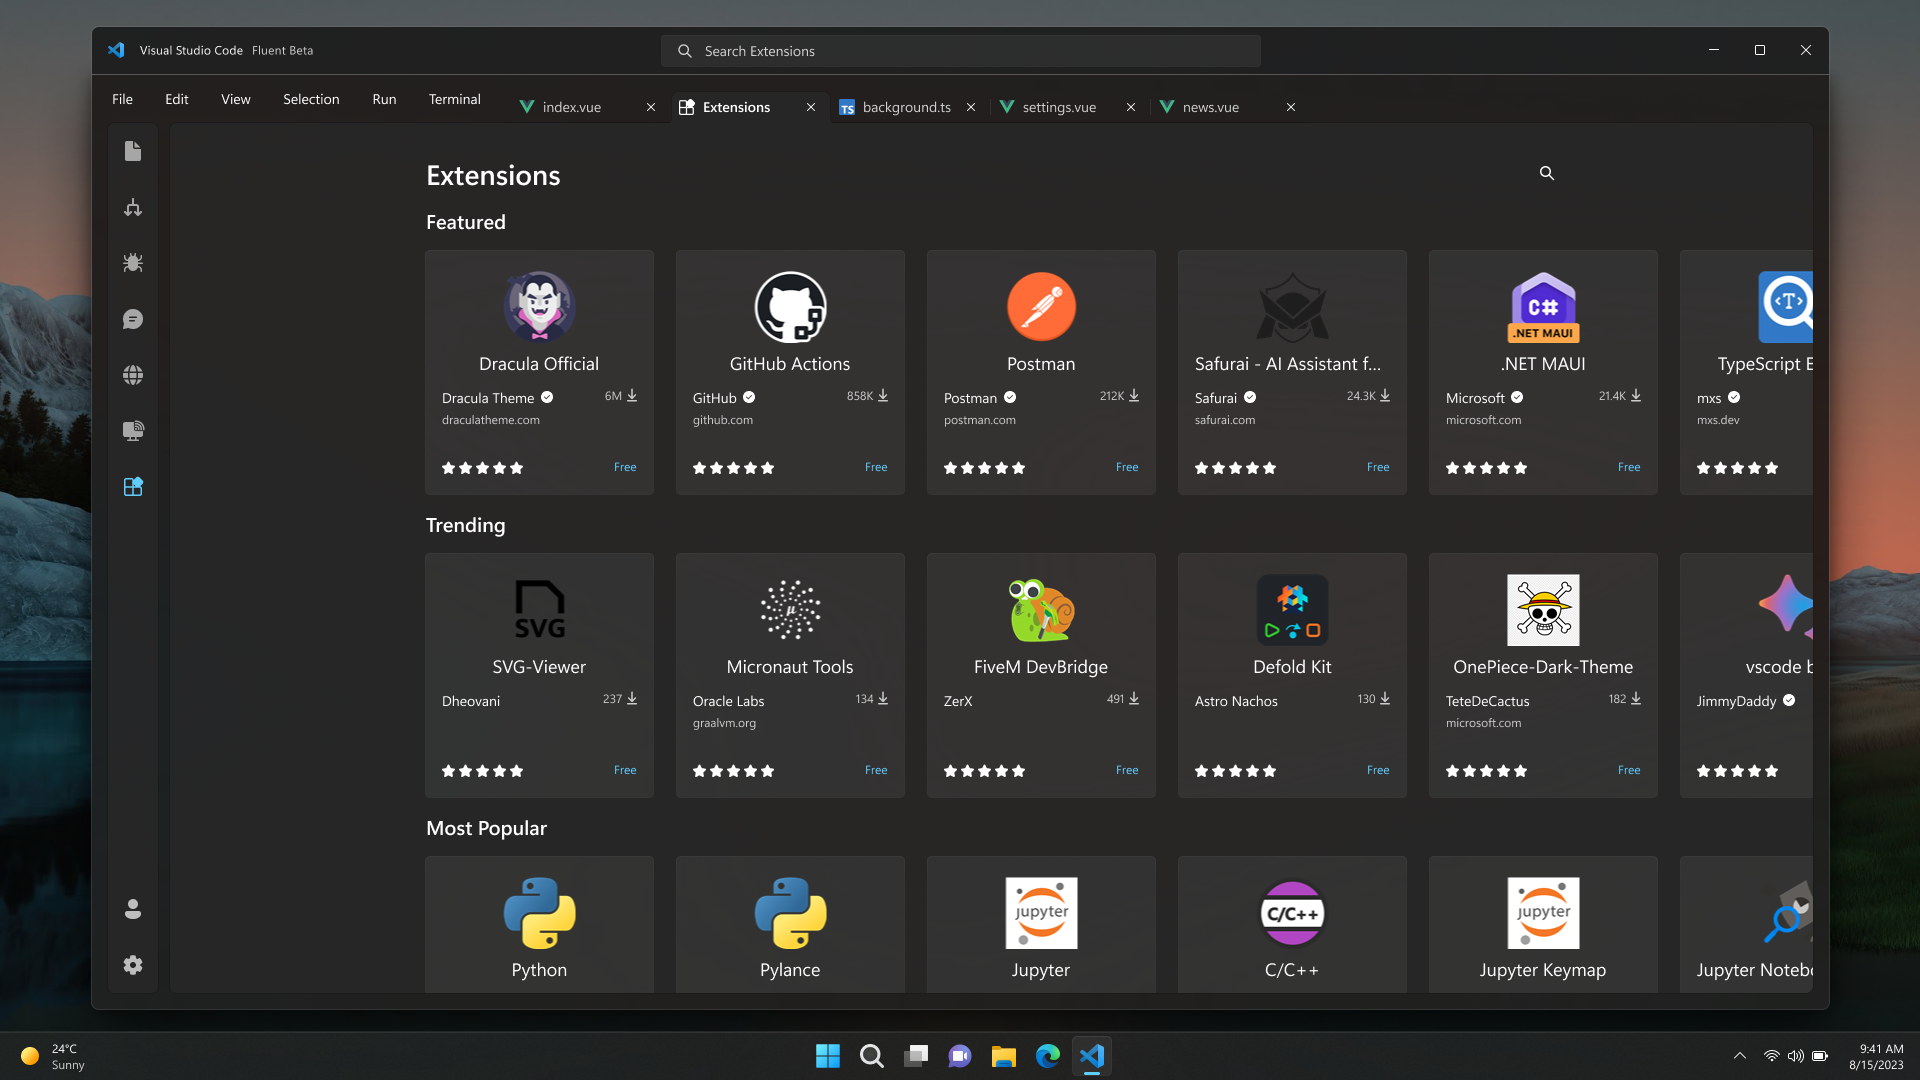 Visual Studio Code Fluent Beta
Search Extensions
File Edit View Selection Run Terminal
index.vue
Extensions
TS background.ts
settings.vue
news.vue
Extensions
Featured
Dracula Official
Dracula Theme 6M
draculatheme.com
Free
GitHub Actions
GitHub 858K
github.com
Free
Postman
Postman 212K
postman.com
Free
Safurai - AI Assistant f...
Safurai 24.3K
safurai.com
Free
C#
.NET MAUI
.NET MAUI
Microsoft 21.4K
microsoft.com
Free
<T>
TypeScript E
mxs
mxs.dev
Trending
SVG
SVG-Viewer
Dheovani 237
Free
μ
Micronaut Tools
Oracle Labs 134
graalvm.org
Free
FiveM DevBridge
ZerX 491
Free
Defold Kit
Astro Nachos 130
Free
OnePiece-Dark-Theme
TeteDeCactus 182
microsoft.com
Free
vscode b
JimmyDaddy
Most Popular
Python
Pylance
jupyter
Jupyter
C/C++
C/C++
jupyter
Jupyter Keymap
Jupyter Notebo
24°C
Sunny
9:41 AM
8/15/2023